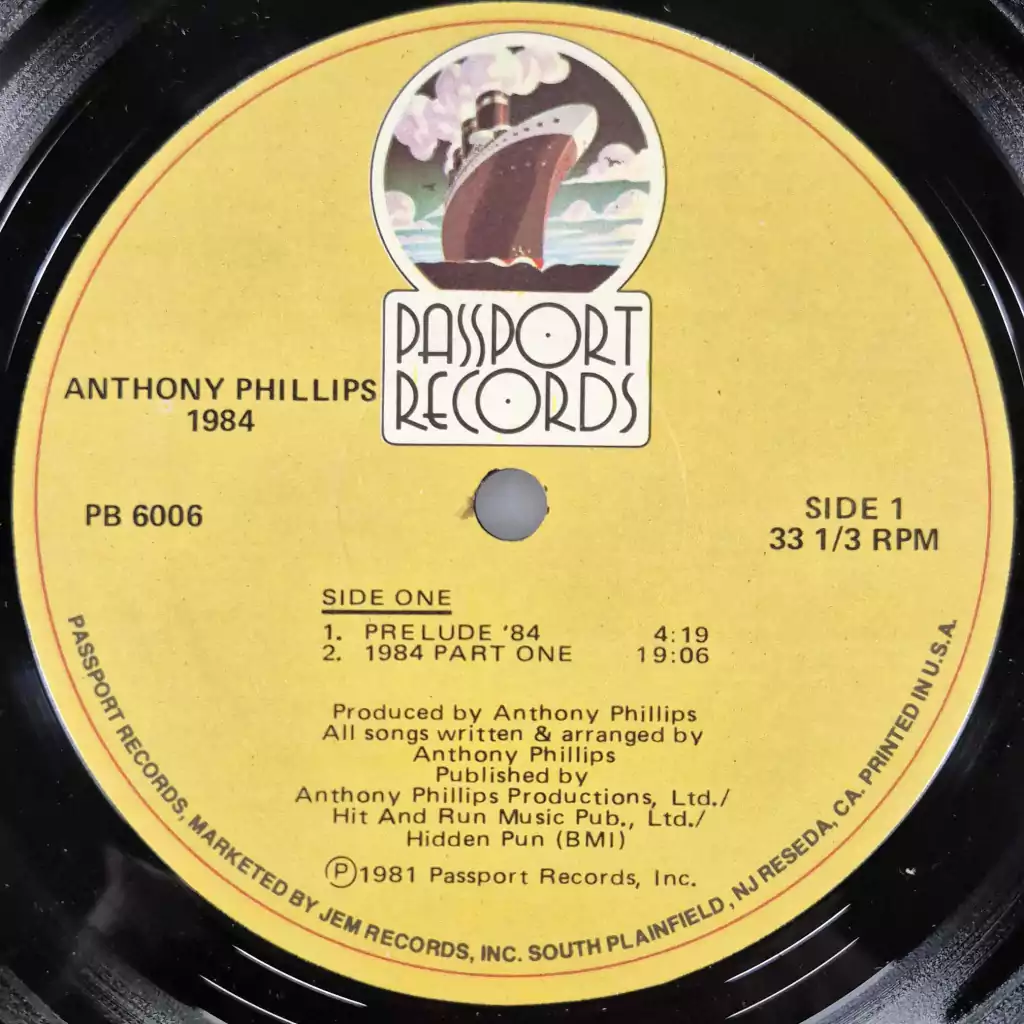 PASSPORT
RECORDS
ANTHONY PHILLIPS
1984
PB 6006
SIDE 1
33 1/3 RPM
SIDE ONE
1. PRELUDE '84 4:19
2. 1984 PART ONE 19:06
Produced by Anthony Phillips
All songs written & arranged by
Anthony Phillips
Published by
Anthony Phillips Productions, Ltd./
Hit And Run Music Pub., Ltd./
Hidden Pun (BMI)
Ⓟ1981 Passport Records, Inc.
PASSPORT RECORDS, MARKETED BY JEM RECORDS, INC. SOUTH PLAINFIELD, NJ RESEDA, CA. PRINTED IN U.S.A.